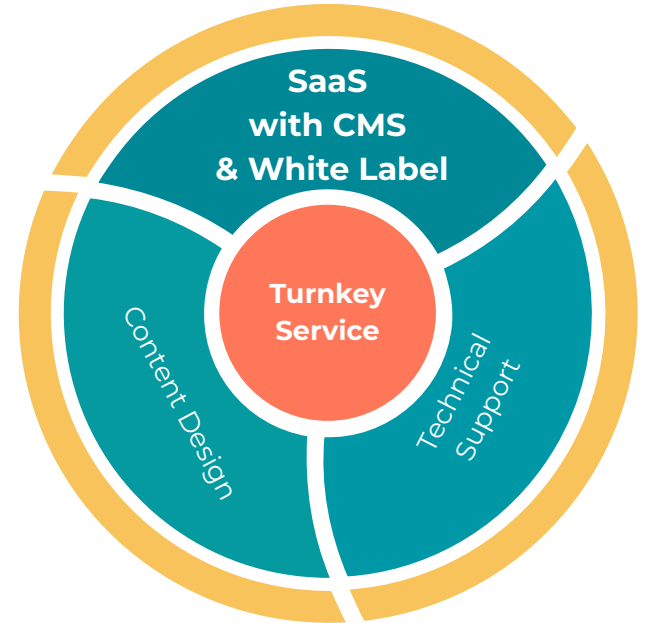 SaaS
with CMS
& White Label
Turnkey
Service
Content Design
Technical
Support